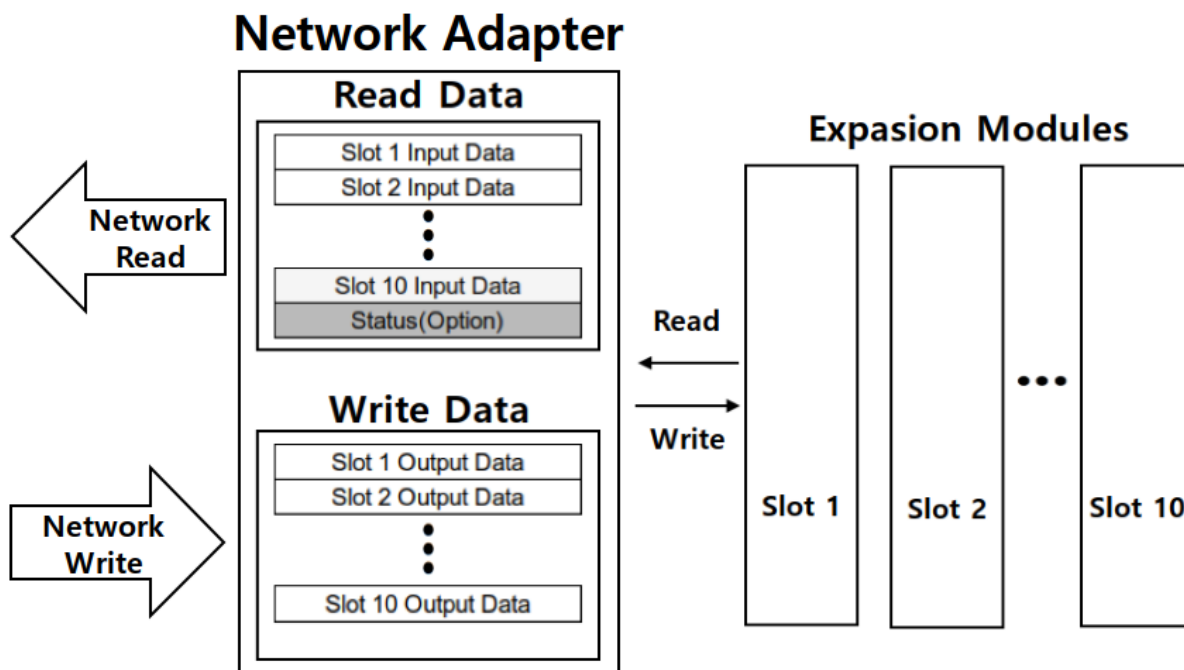 Network Adapter
Read Data
Slot 1 Input Data
Slot 2 Input Data
Slot 10 Input Data
Status(Option)
Network
Read
Write Data
Slot 1 Output Data
Slot 2 Output Data
Slot 10 Output Data
Network
Write
Read
Write
Expasion Modules
Slot 1
Slot 2
Slot 10